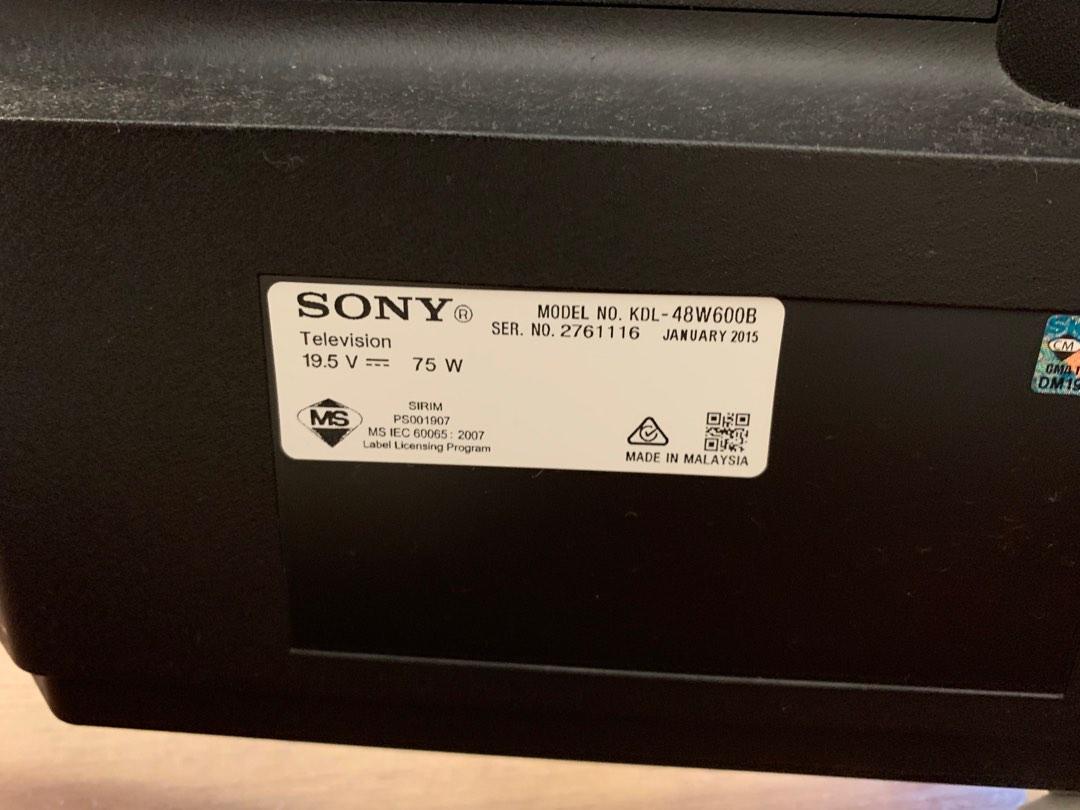 SONY®
MODEL NO. KDL-48W600B
SER. NO. 2761116 JANUARY 2015
Television
19.5 V ⎓ 75 W
MS
SIRIM
PS001907
MS IEC 60065 : 2007
Label Licensing Program
MADE IN MALAYSIA
CM